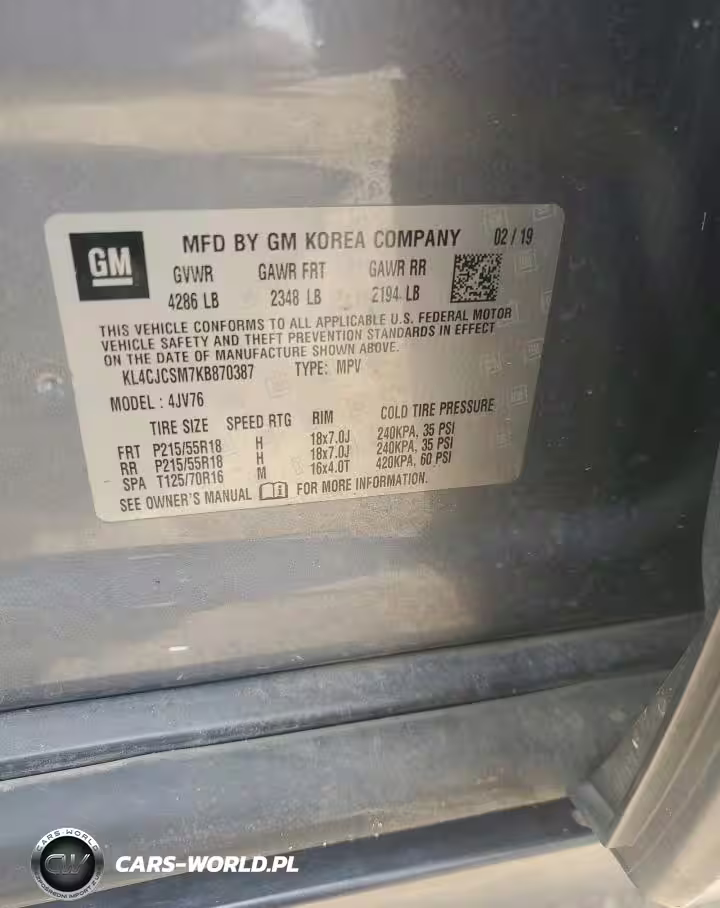 GM
MFD BY GM KOREA COMPANY 02 / 19
GVWR GAWR FRT GAWR RR
4286 LB 2348 LB 2194 LB
THIS VEHICLE CONFORMS TO ALL APPLICABLE U.S. FEDERAL MOTOR
VEHICLE SAFETY AND THEFT PREVENTION STANDARDS IN EFFECT
ON THE DATE OF MANUFACTURE SHOWN ABOVE.
KL4CJCSM7KB870387 TYPE: MPV
MODEL : 4JV76
TIRE SIZE SPEED RTG RIM COLD TIRE PRESSURE
FRT P215/55R18 H 18x7.0J 240KPA, 35 PSI
RR P215/55R18 H 18x7.0J 240KPA, 35 PSI
SPA T125/70R16 M 16x4.0T 420KPA, 60 PSI
SEE OWNER'S MANUAL FOR MORE INFORMATION.
CARS-WORLD
CW
CARS-WORLD.PL